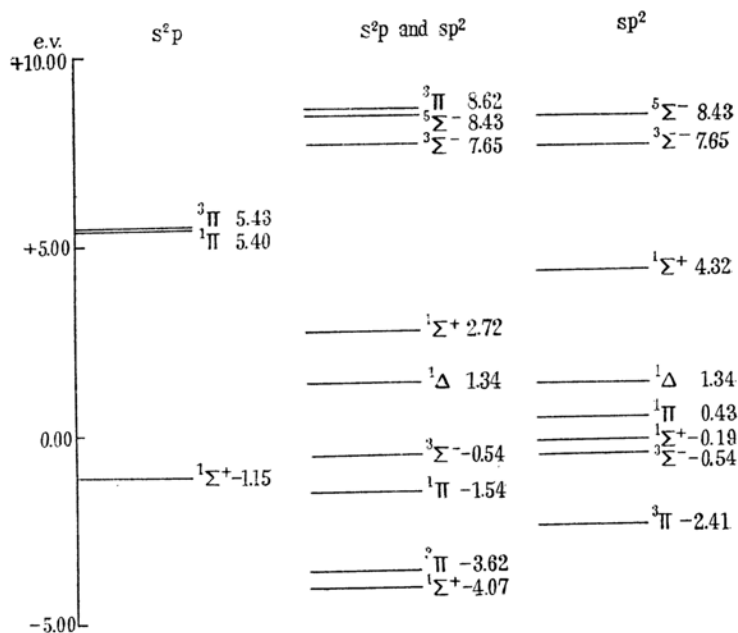 s²p
s²p and sp²
sp²
e.v.
+10.00
+5.00
0.00
−5.00
³Π 5.43
¹Π 5.40
¹Σ⁺−1.15
³Π 8.62
⁵Σ⁻ 8.43
³Σ⁻ 7.65
¹Σ⁺ 2.72
¹Δ 1.34
³Σ⁻−0.54
¹Π −1.54
³Π −3.62
¹Σ⁺−4.07
⁵Σ⁻ 8.43
³Σ⁻ 7.65
¹Σ⁺ 4.32
¹Δ 1.34
¹Π 0.43
¹Σ⁺−0.19
³Σ⁻−0.54
³Π −2.41